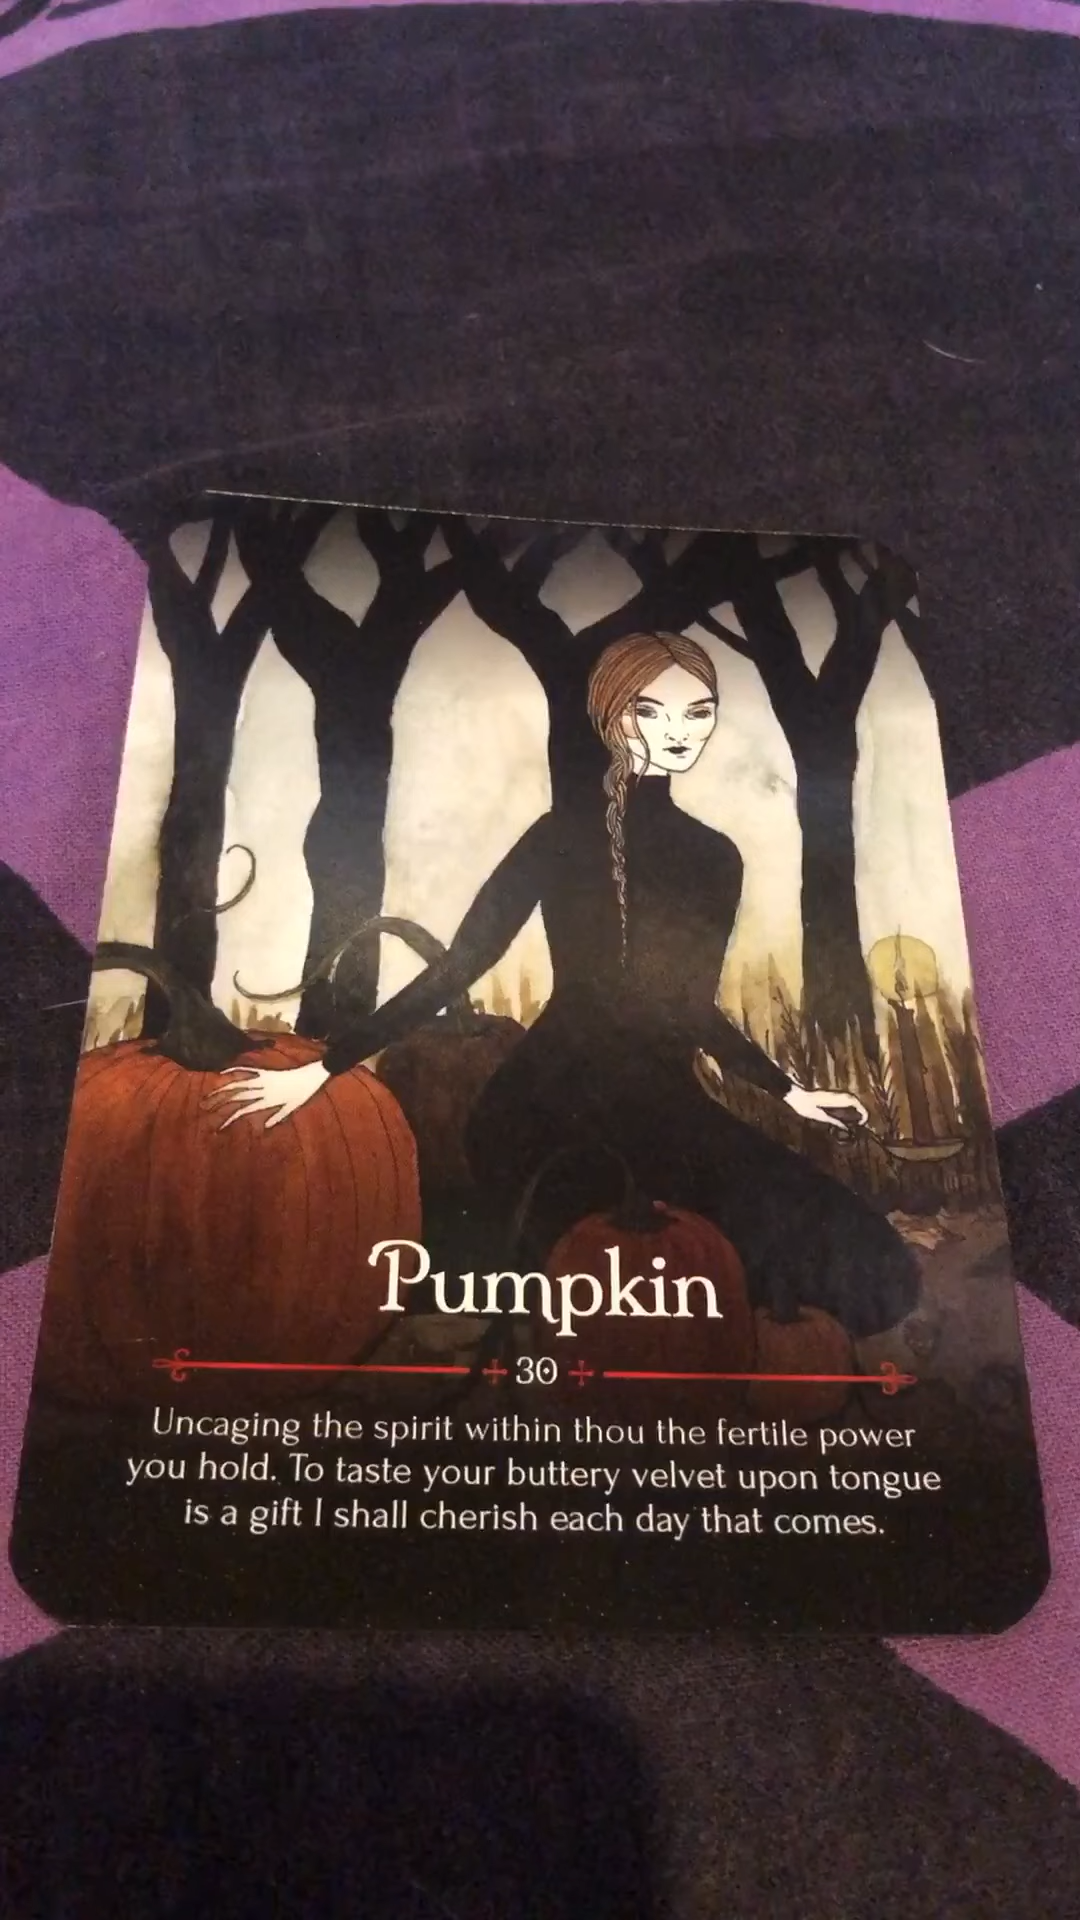 Pumpkin
30
Uncaging the spirit within thou the fertile power
you hold. To taste your buttery velvet upon tongue
is a gift I shall cherish each day that comes.